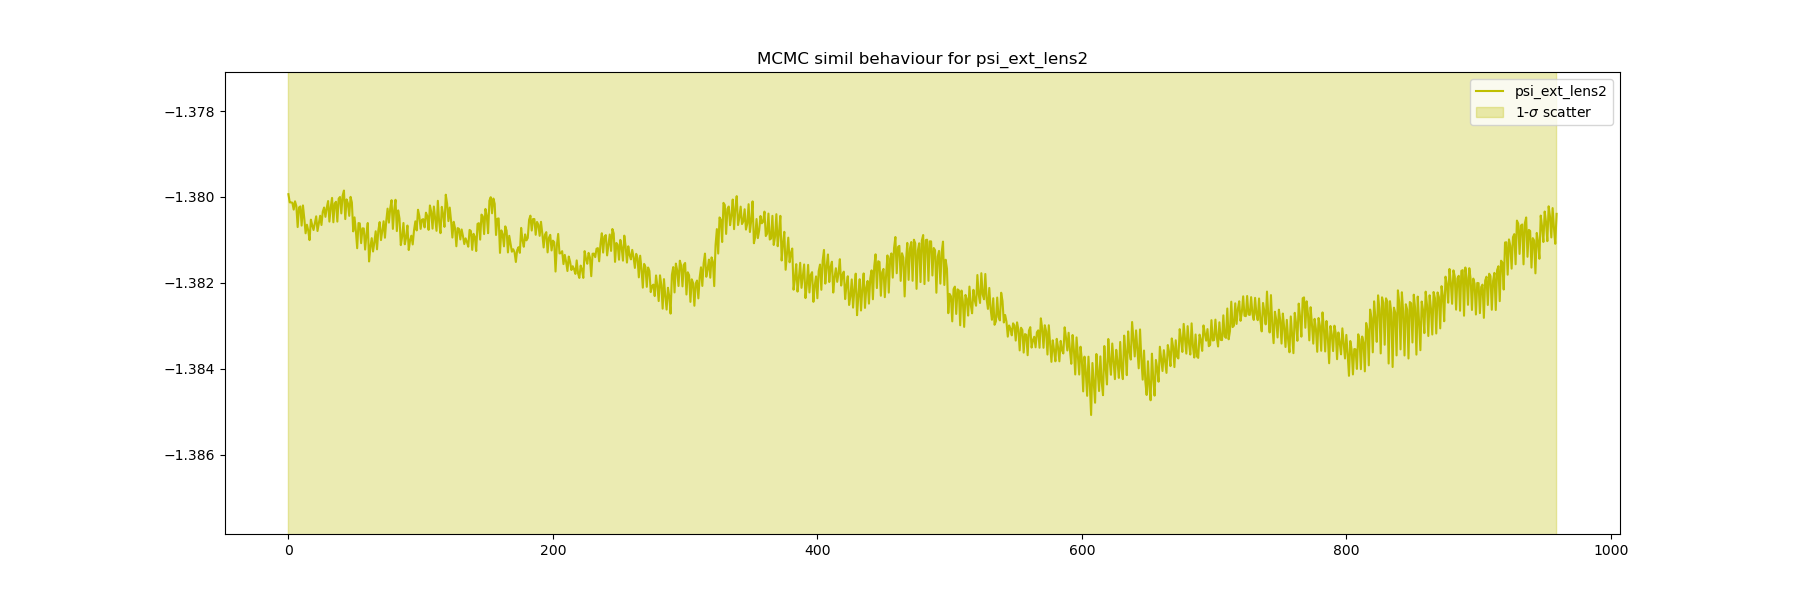 MCMC simil behaviour for psi_ext_lens2
psi_ext_lens2
1-σ scatter
−1.378
−1.380
−1.382
−1.384
−1.386
0 200 400 600 800 1000